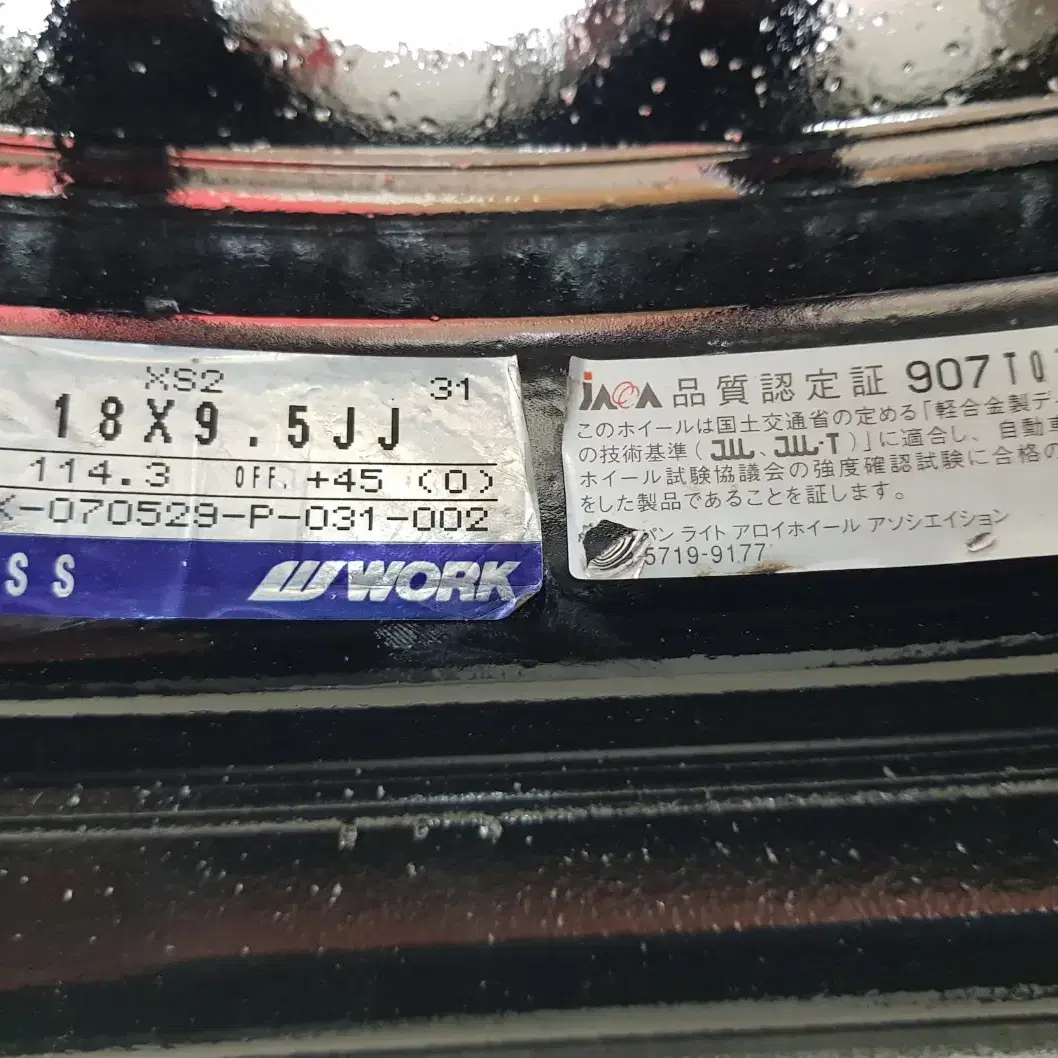 XS2 31
18X9.5JJ
114.3 OFF. +45 (O)
-070529-P-031-002
SS WORK
JAWA 品質認定証 907
このホイールは国土交通省の定める「軽合金製デ
の技術基準(JWL、JWL・T)」に適合し、自動車
ホイール試験協議会の強度確認試験に合格の
をした製品であることを証します。
パン ライト アロイホイール アソシエイション
5719-9177